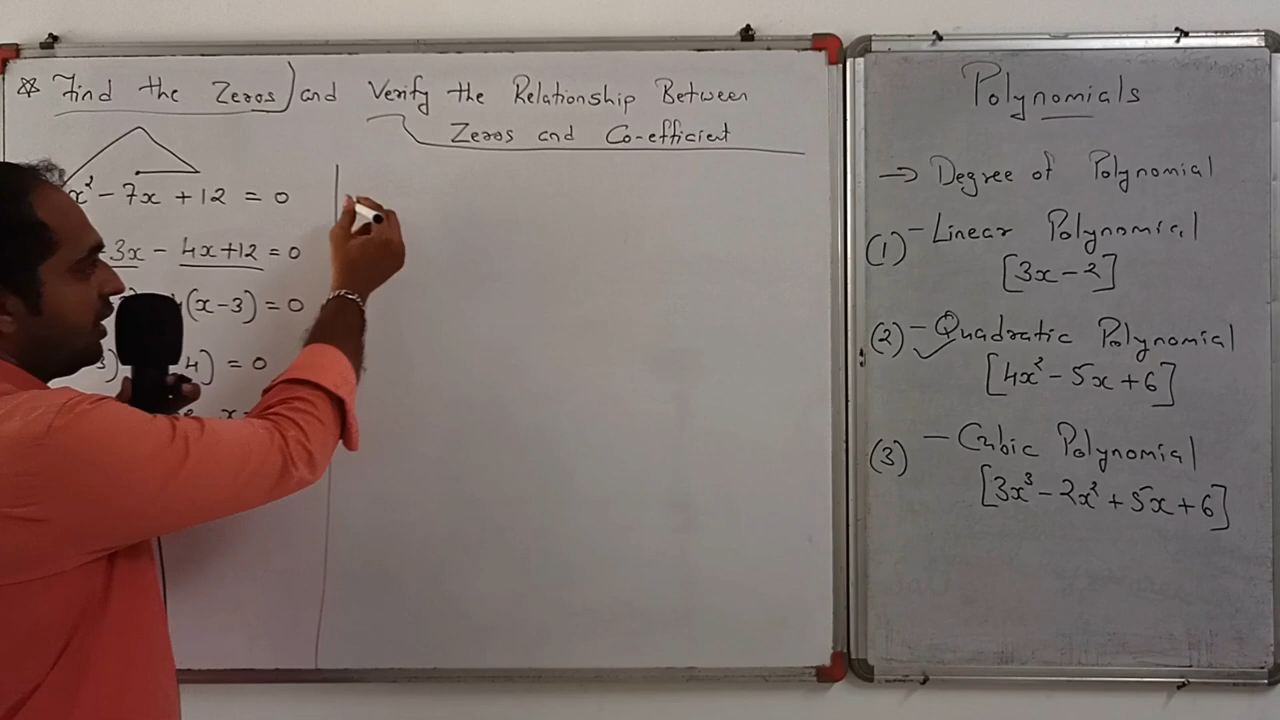 ☆ Find the Zeros) and Verify the Relationship Between
Zeros and Co-efficient
x² - 7x + 12 = 0
- 3x - 4x + 12 = 0
(x - 3) = 0
3) 4) = 0
x
Polynomials
→ Degree of Polynomial
(1) - Linear Polynomial
[3x - 2]
(2) - Quadratic Polynomial
[4x² - 5x + 6]
(3) - Cubic Polynomial
[3x³ - 2x² + 5x + 6]